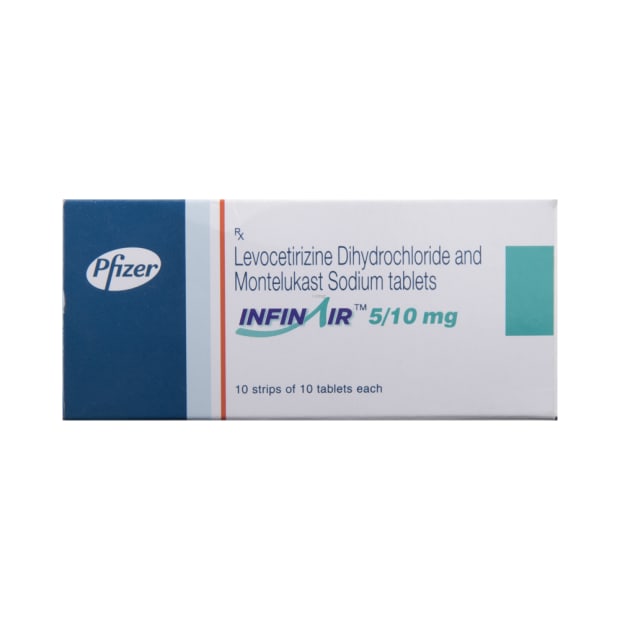 Pfizer
Rx
Levocetirizine Dihydrochloride and
Montelukast Sodium tablets
INFINAIR™ 5/10 mg
10 strips of 10 tablets each